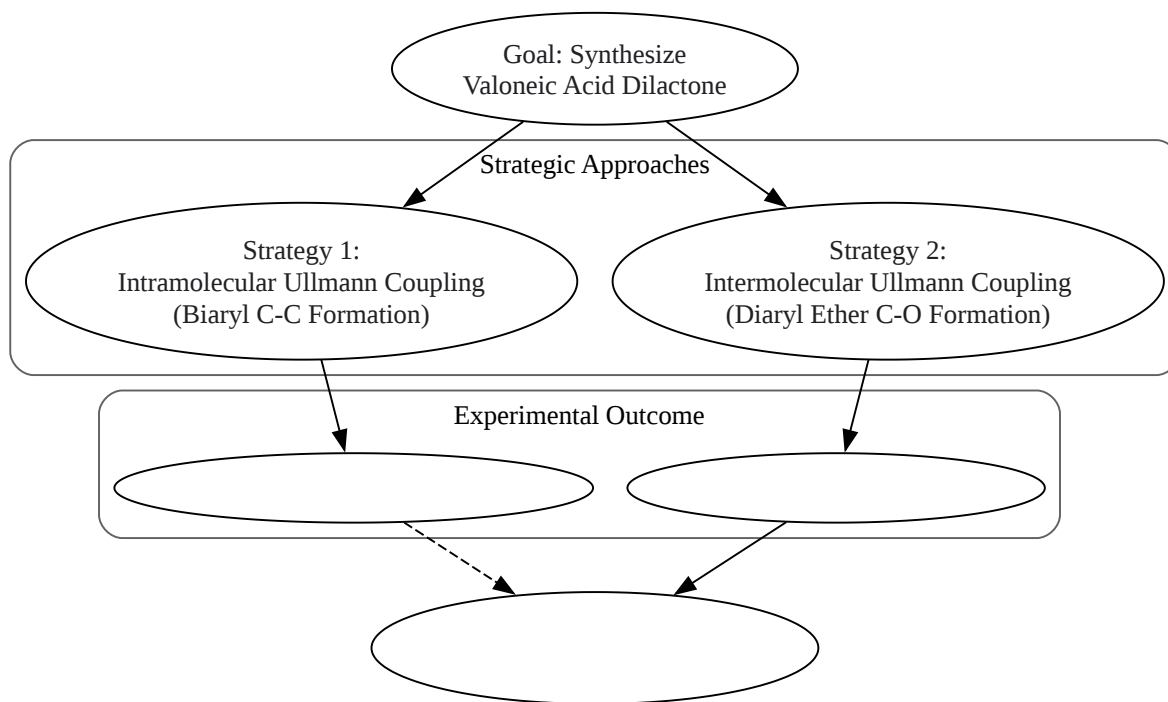 Goal: Synthesize
Valoneic Acid Dilactone
Strategic Approaches
Strategy 1:
Intramolecular Ullmann Coupling
(Biaryl C-C Formation)
Strategy 2:
Intermolecular Ullmann Coupling
(Diaryl Ether C-O Formation)
Experimental Outcome